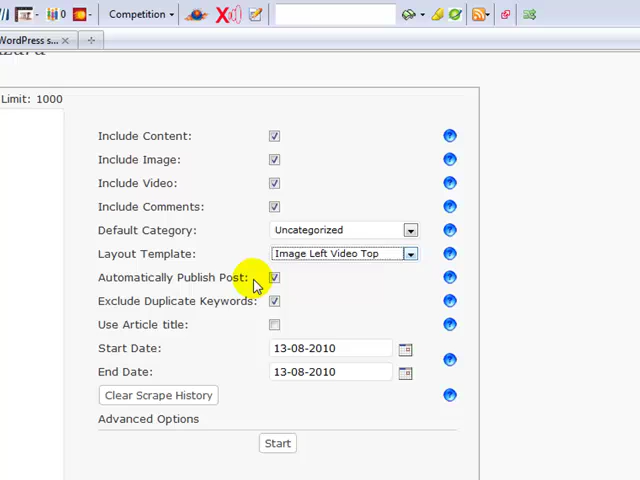 Competition
WordPress s...
Limit: 1000
Include Content:
Include Image:
Include Video:
Include Comments:
Default Category: Uncategorized
Layout Template: Image Left Video Top
Automatically Publish Post:
Exclude Duplicate Keywords:
Use Article title:
Start Date: 13-08-2010
End Date: 13-08-2010
Clear Scrape History
Advanced Options
Start